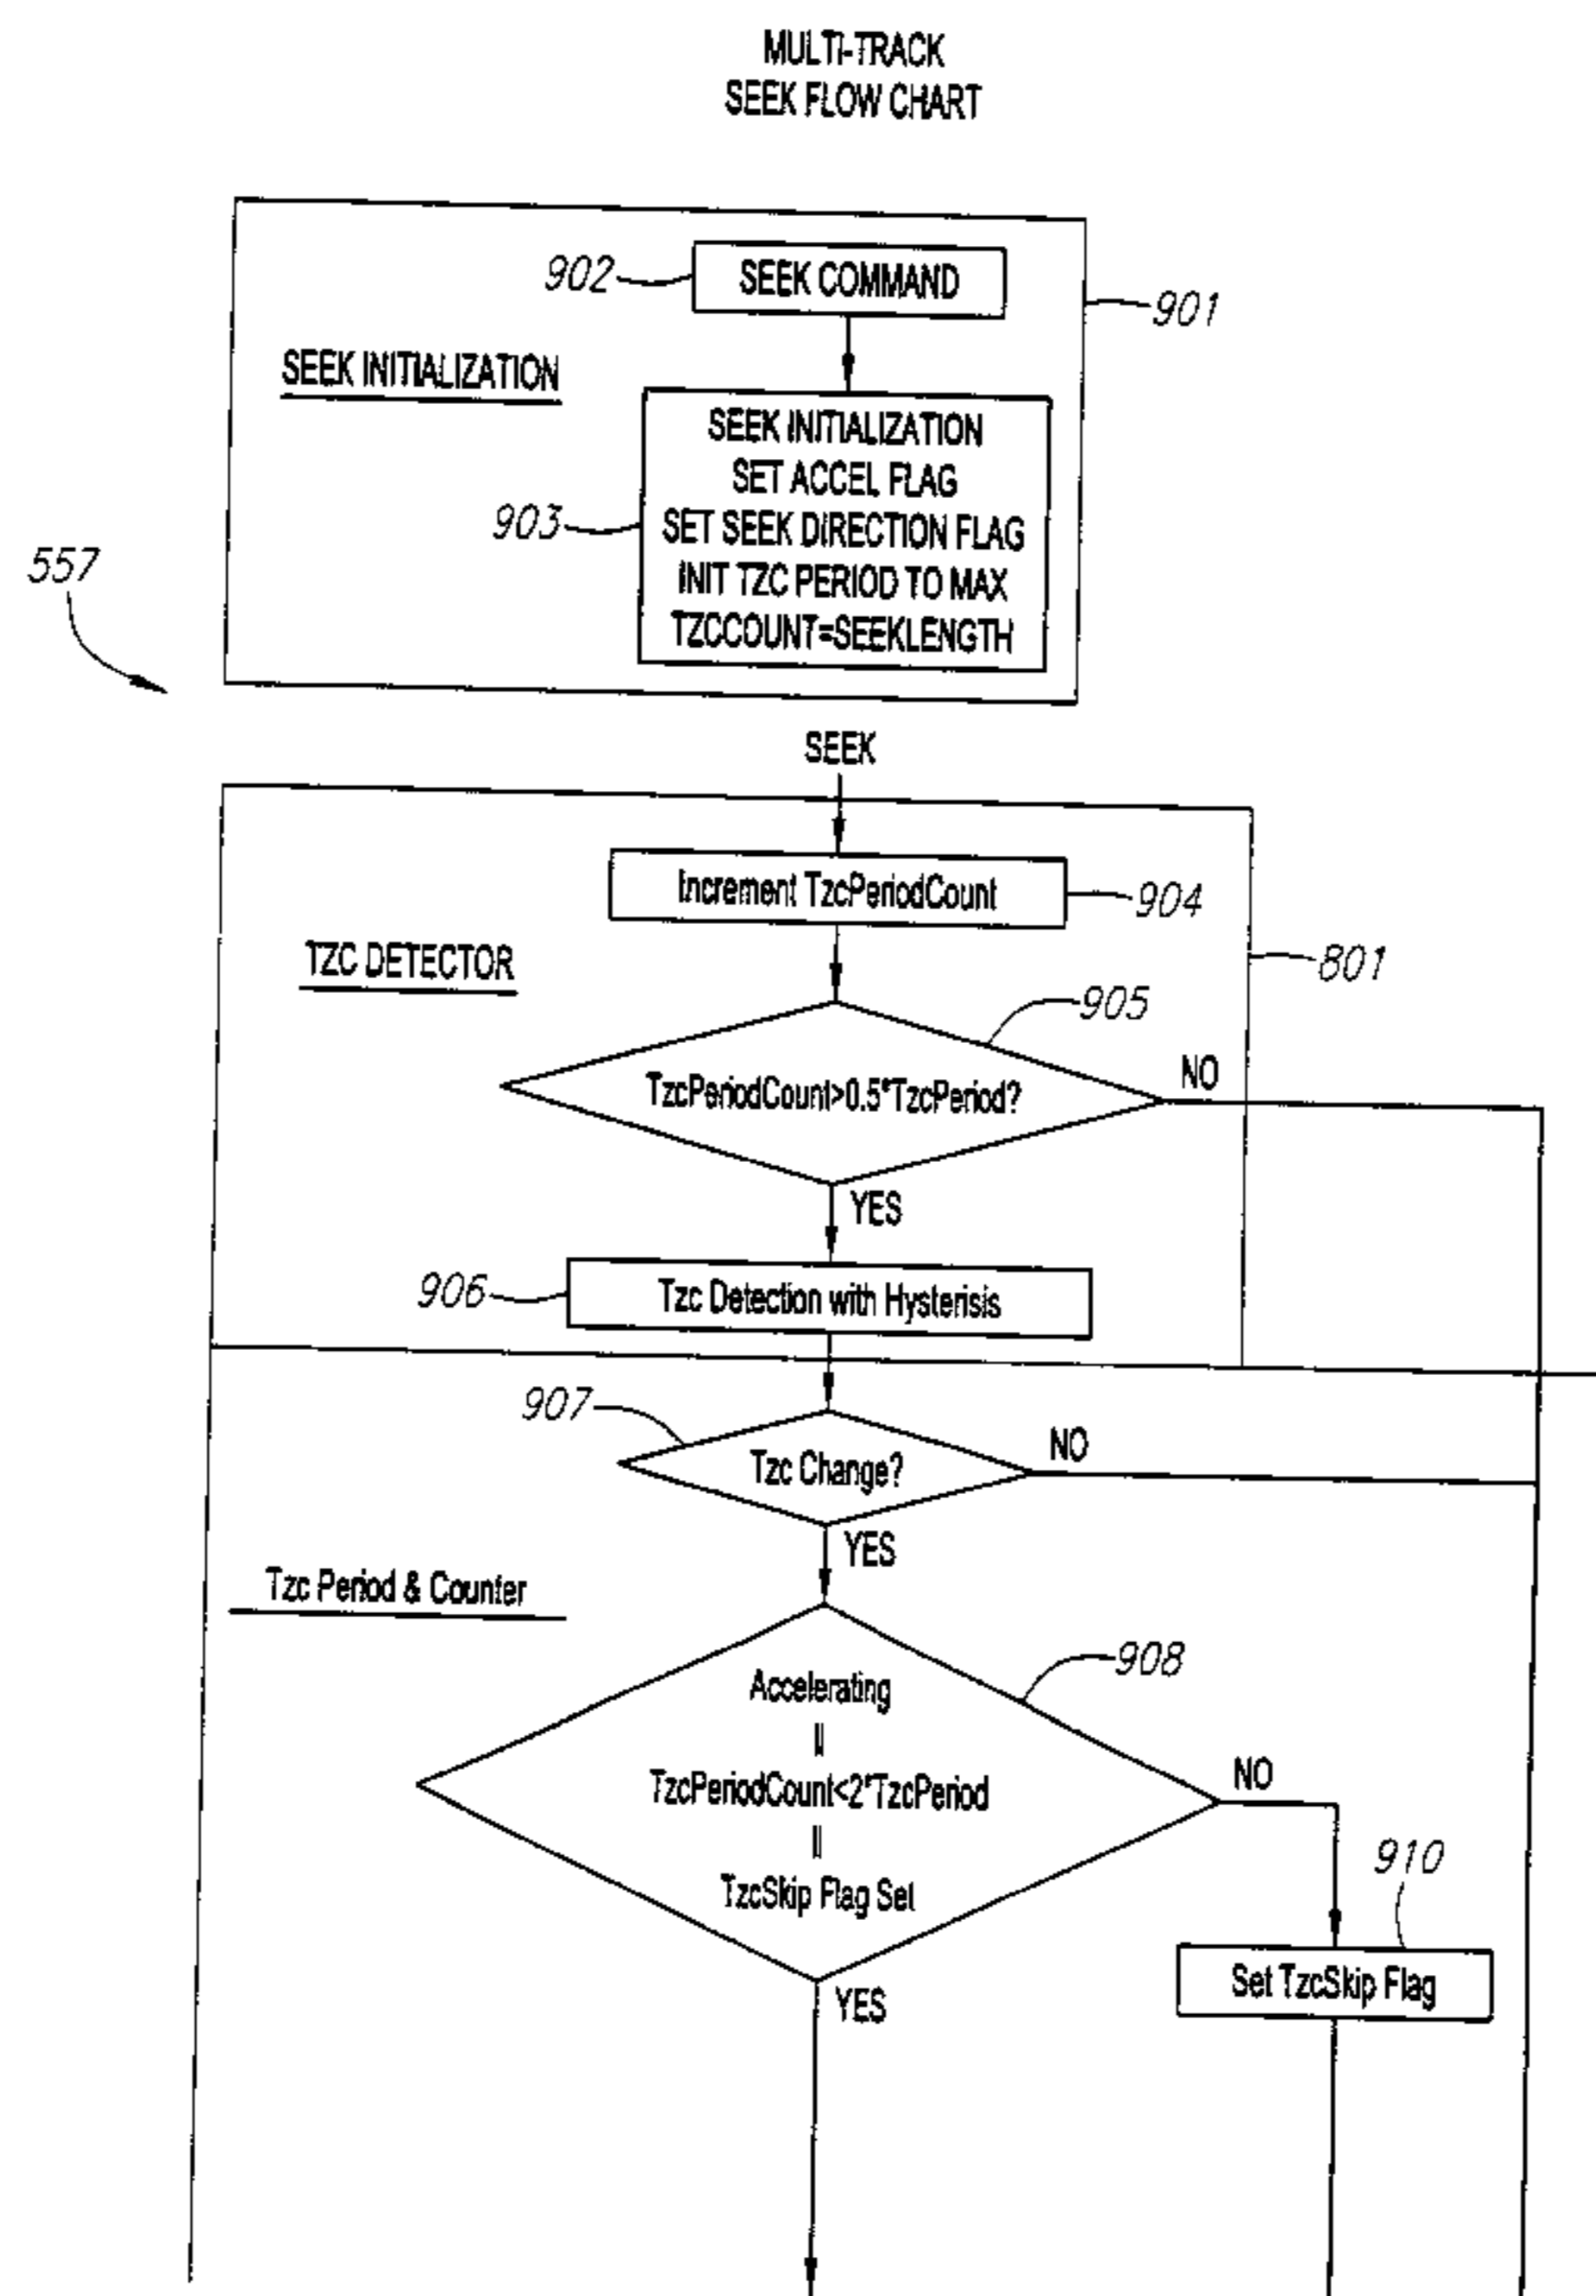 MULTI-TRACK
SEEK FLOW CHART
902
SEEK COMMAND
901
SEEK INITIALIZATION
SEEK INITIALIZATION
SET ACCEL FLAG
903
SET SEEK DIRECTION FLAG
INIT TZC PERIOD TO MAX
TZCCOUNT=SEEKLENGTH
557
SEEK
Increment TzcPeriodCount
904
TZC DETECTOR
801
905
TzcPeriodCount>0.5*TzcPeriod?
NO
YES
906
Tzc Detection with Hysterisis
907
Tzc Change?
NO
YES
Tzc Period & Counter
908
Accelerating
||
TzcPeriodCount<2*TzcPeriod
||
TzcSkip Flag Set
NO
910
Set TzcSkip Flag
YES